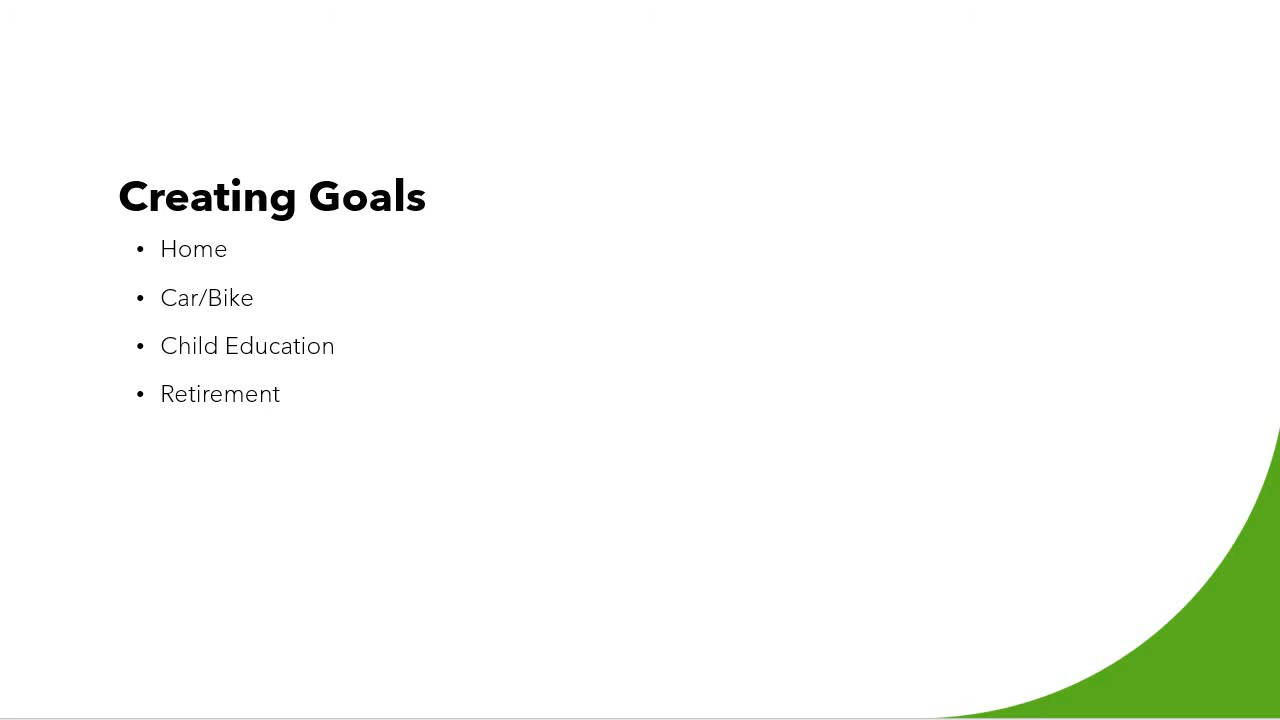 Creating Goals
• Home
• Car/Bike
• Child Education
• Retirement